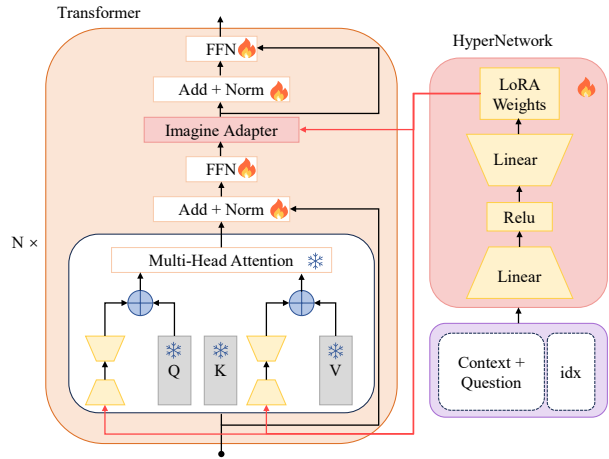 Transformer
FFN
Add + Norm
Imagine Adapter
FFN
Add + Norm
N ×
Multi-Head Attention
Q
K
V
HyperNetwork
LoRA
Weights
Linear
Relu
Linear
Context +
Question
idx